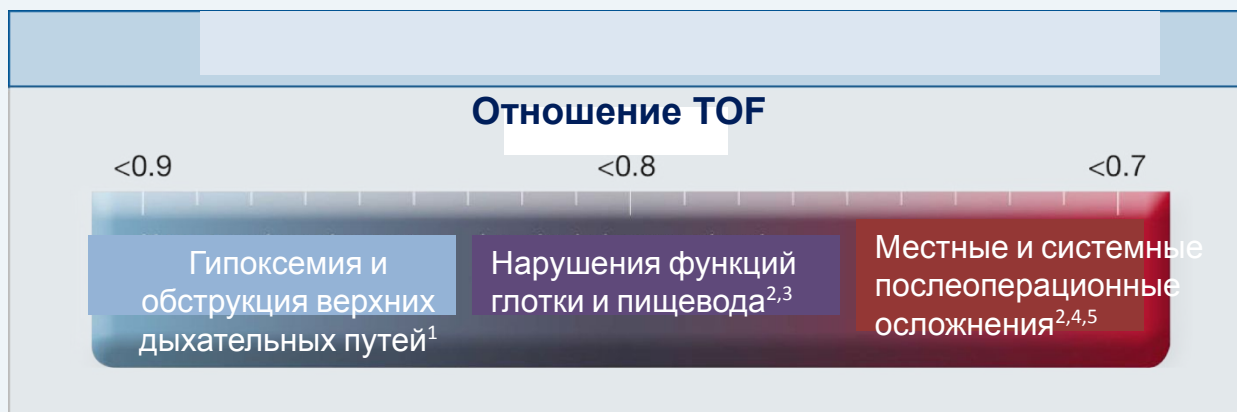 Отношение TOF
<0.9 <0.8 <0.7
Гипоксемия и
обструкция верхних
дыхательных путей1
Нарушения функций
глотки и пищевода2,3
Местные и системные
послеоперационные
осложнения2,4,5